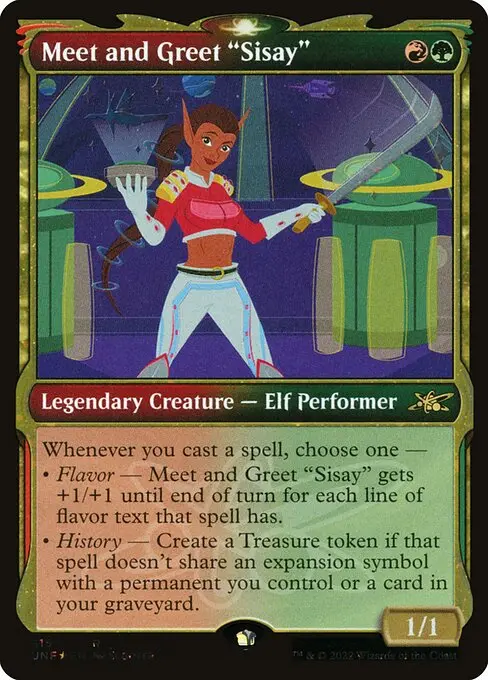 Meet and Greet “Sisay”
Legendary Creature — Elf Performer
Whenever you cast a spell, choose one —
• Flavor — Meet and Greet “Sisay” gets
+1/+1 until end of turn for each line of
flavor text that spell has.
• History — Create a Treasure token if that
spell doesn’t share an expansion symbol
with a permanent you control or a card in
your graveyard.
1/1
™ & © 2022 Wizards of the Coast